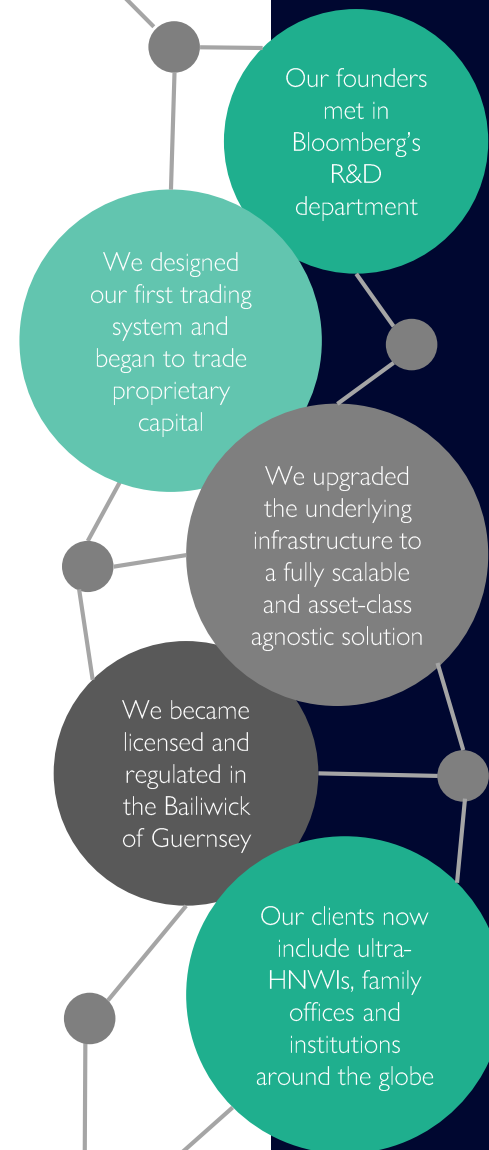 Our founders
met in
Bloomberg's
R&D
department
We designed
our first trading
system and
began to trade
proprietary
capital
We upgraded
the underlying
infrastructure to
a fully scalable
and asset-class
agnostic solution
We became
licensed and
regulated in
the Bailiwick
of Guernsey
Our clients now
include ultra-
HNWIs, family
offices and
institutions
around the globe